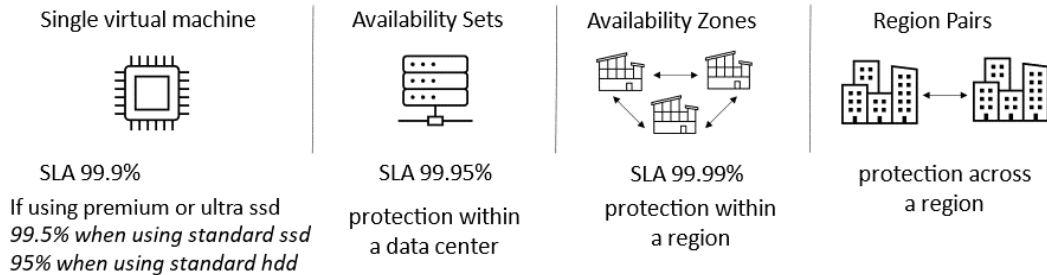 Single virtual machine
SLA 99.9%
If using premium or ultra ssd
99.5% when using standard ssd
95% when using standard hdd
Availability Sets
SLA 99.95%
protection within
a data center
Availability Zones
SLA 99.99%
protection within
a region
Region Pairs
protection across
a region